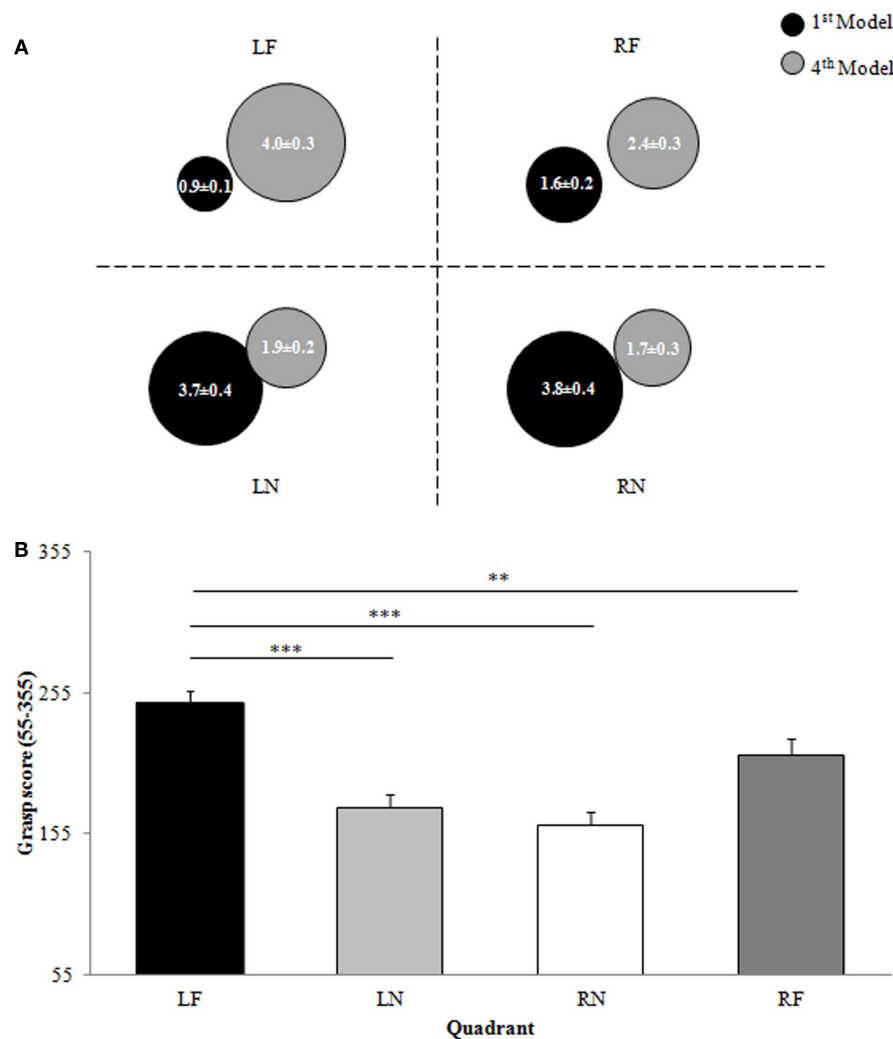 A
LF
RF
1st Model
4th Model
4.0±0.3
2.4±0.3
0.9±0.1
1.6±0.2
1.9±0.2
1.7±0.3
3.7±0.4
3.8±0.4
LN
RN
B
355
255
155
55
Grasp score (55-355)
**
***
***
LF
LN
RN
RF
Quadrant